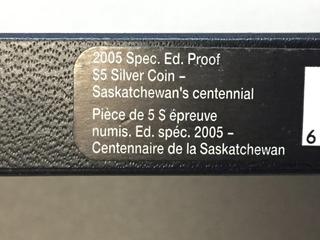 2005 Spec. Ed. Proof
$5 Silver Coin –
Saskatchewan's centennial
Pièce de 5 $ épreuve
numis. Ed. spéc. 2005 –
Centenaire de la Saskatchewan
6